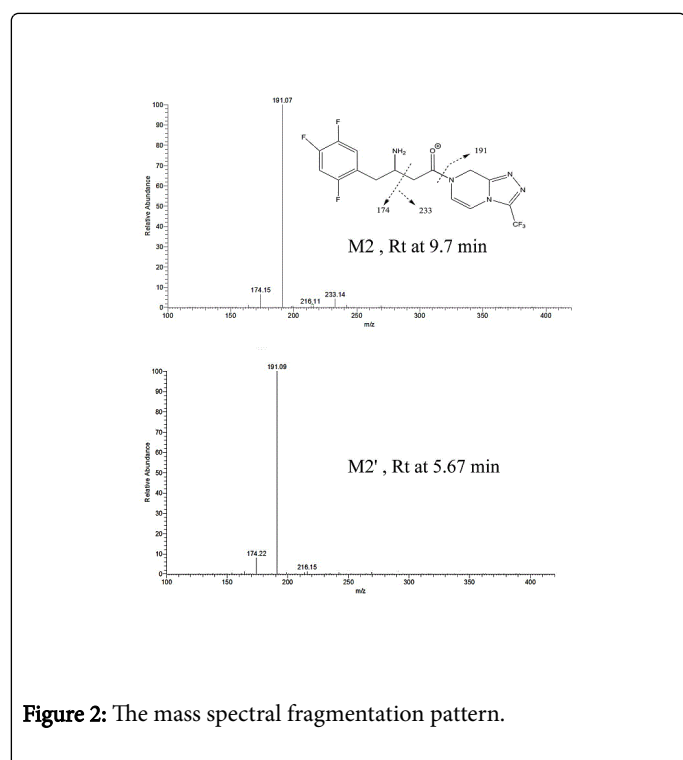 191.07
100
90
80
70
60
50
40
30
20
10
0
Relative Abundance
174.15
216.11
233.14
100 150 200 250 300 350 400
m/z
F
F
F
NH₂
O
⊕
N
N
N
N
CF₃
191
174
233
M2 , Rt at 9.7 min
191.09
100
90
80
70
60
50
40
30
20
10
0
Relative Abundance
174.22
216.15
100 150 200 250 300 350 400
m/z
M2' , Rt at 5.67 min
Figure 2: The mass spectral fragmentation pattern.